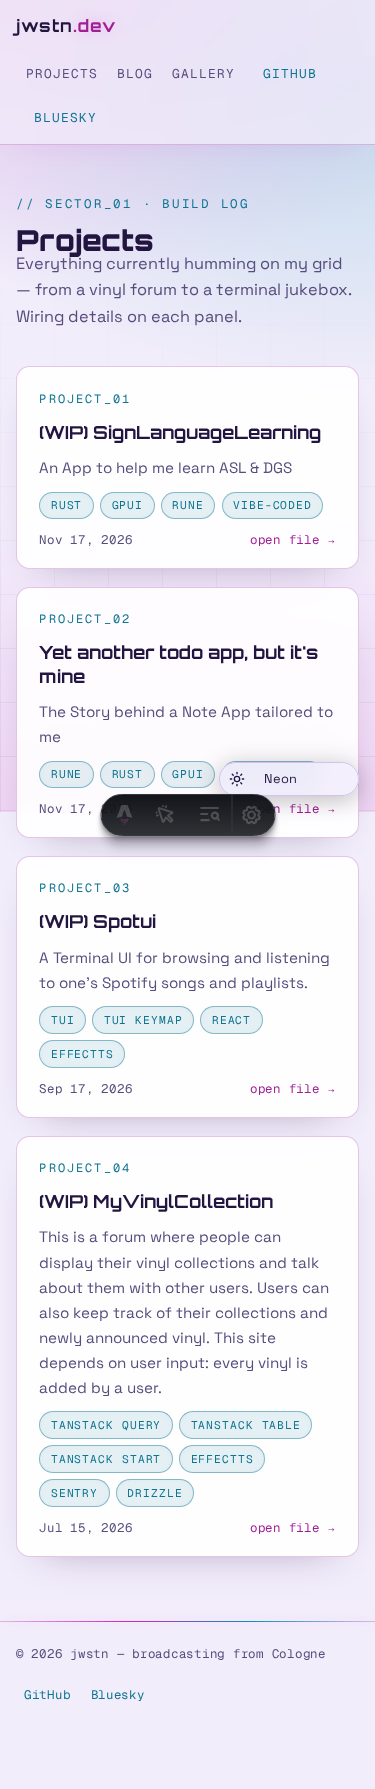 jwstn.dev
PROJECTS BLOG GALLERY GITHUB
BLUESKY
// SECTOR_01 · BUILD LOG
Projects
Everything currently humming on my grid
— from a vinyl forum to a terminal jukebox.
Wiring details on each panel.
PROJECT_01
(WIP) SignLanguageLearning
An App to help me learn ASL & DGS
RUST GPUI RUNE VIBE-CODED
Nov 17, 2026 open file →
PROJECT_02
Yet another todo app, but it's
mine
The Story behind a Note App tailored to
me
RUNE RUST GPUI
Neon
Nov 17, file →
PROJECT_03
(WIP) Spotui
A Terminal UI for browsing and listening
to one's Spotify songs and playlists.
TUI TUI KEYMAP REACT
EFFECTTS
Sep 17, 2026 open file →
PROJECT_04
(WIP) MyVinylCollection
This is a forum where people can
display their vinyl collections and talk
about them with other users. Users can
also keep track of their collections and
newly announced vinyl. This site
depends on user input: every vinyl is
added by a user.
TANSTACK QUERY TANSTACK TABLE
TANSTACK START EFFECTTS
SENTRY DRIZZLE
Jul 15, 2026 open file →
© 2026 jwstn — broadcasting from Cologne
GitHub Bluesky